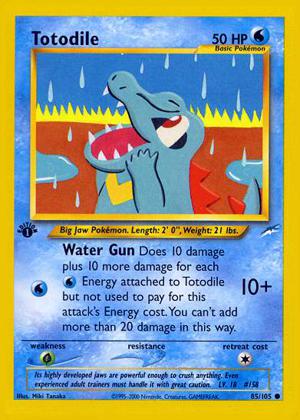 Totodile 50 HP
Basic Pokémon
EDITION
1
Big Jaw Pokémon. Length: 2' 0", Weight: 21 lbs.
Water Gun Does 10 damage
plus 10 more damage for each
Energy attached to Totodile 10+
but not used to pay for this
attack's Energy cost. You can't add
more than 20 damage in this way.
weakness resistance retreat cost
Its highly developed jaws are powerful enough to crush anything. Even
experienced adult trainers must handle it with great caution. LV. 18 #158
Illus. Miki Tanaka ©1995-2000 Nintendo, Creatures, GAMEFREAK. 85/105